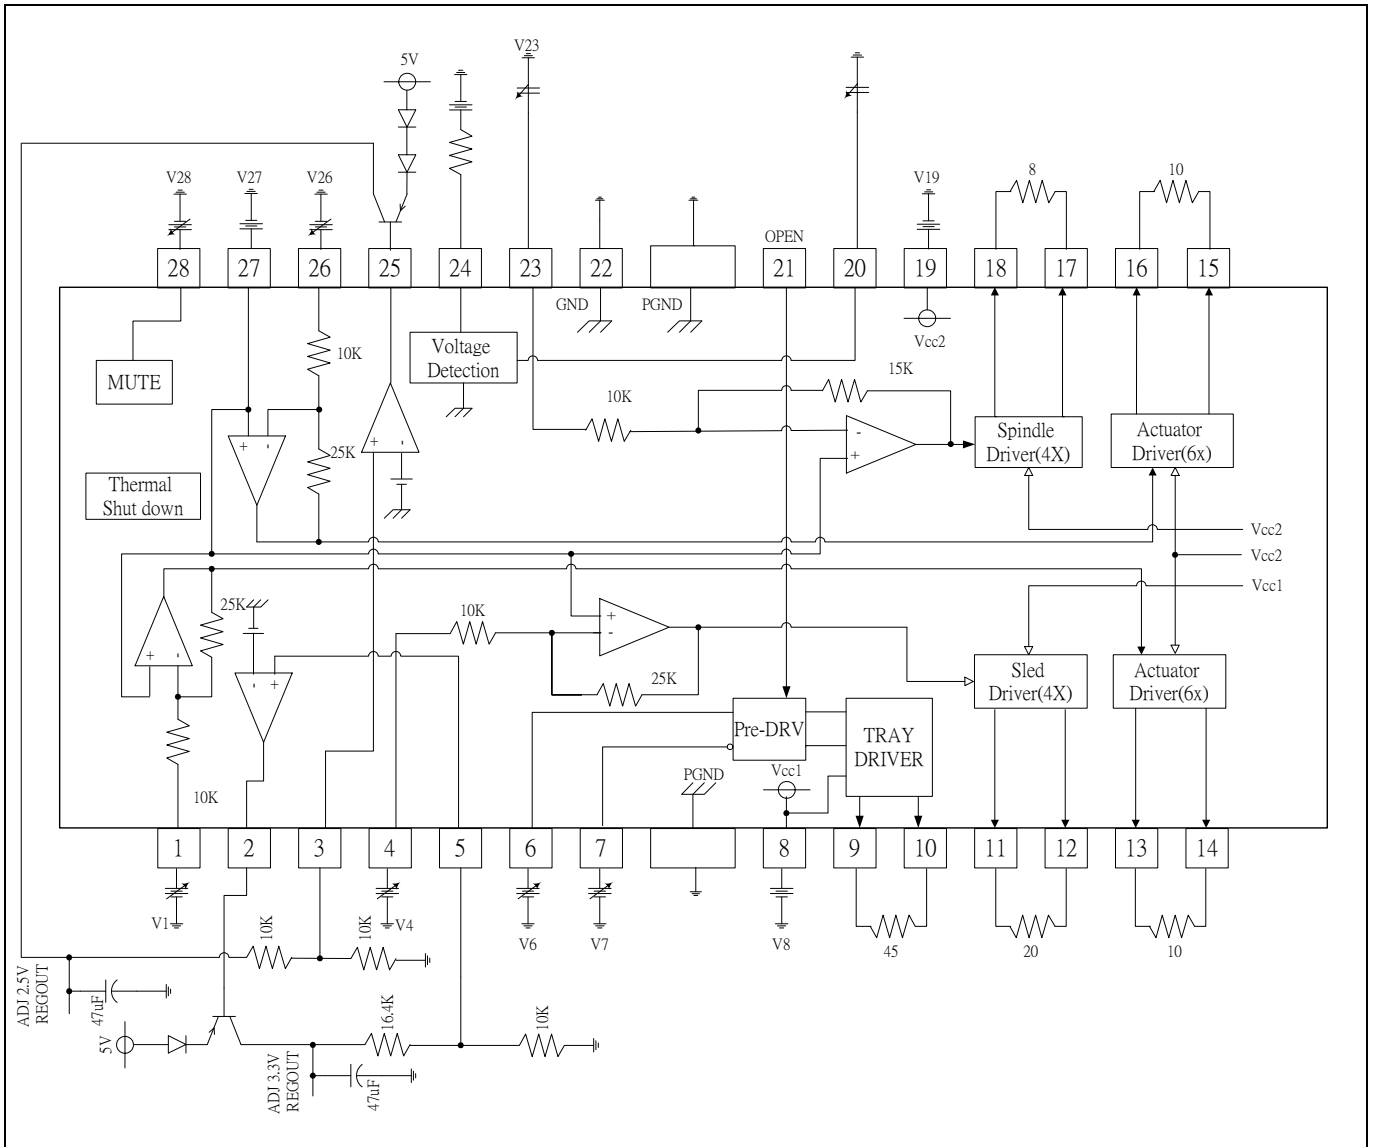 V23
5V
V28
V27
V26
V19
8
10
OPEN
28
27
26
25
24
23
22
21
20
19
18
17
16
15
GND
PGND
Vcc2
MUTE
10K
Voltage
Detection
15K
10K
+
-
+
-
-
+
Spindle
Driver(4X)
Actuator
Driver(6x)
25K
Thermal
Shut down
Vcc2
Vcc2
Vcc1
25K
10K
+
-
+
-
-
+
25K
Sled
Driver(4X)
Actuator
Driver(6x)
Pre-DRV
TRAY
DRIVER
PGND
Vcc1
10K
1
2
3
4
5
6
7
8
9
10
11
12
13
14
V1
V4
V6
V7
V8
45
20
10
10K
10K
ADJ 2.5V
REGOUT
47uF
5V
16.4K
10K
ADJ 3.3V
REGOUT
47uF